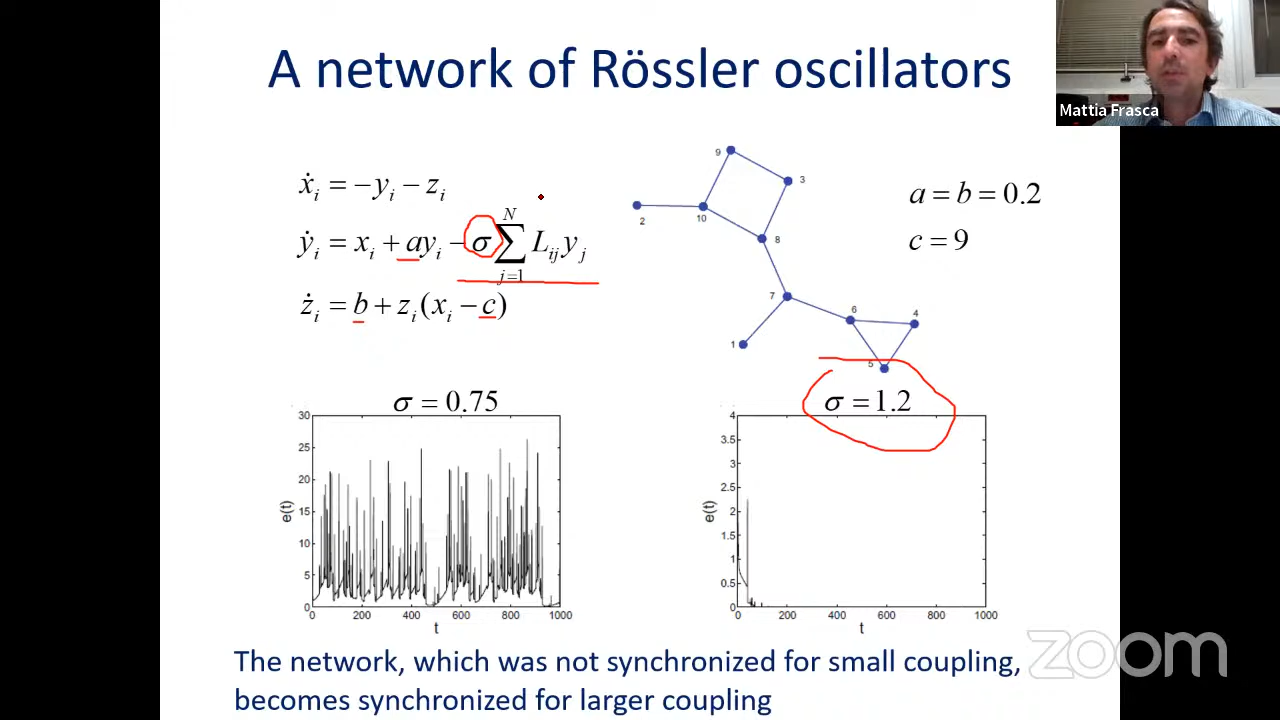 A network of Rössler oscillators
Mattia Frasca
ẋᵢ = −yᵢ − zᵢ
ẏᵢ = xᵢ + ayᵢ − σ∑ⱼ₌₁ᴺ Lᵢⱼyⱼ
żᵢ = b + zᵢ(xᵢ − c)
9
3
2
10
8
7
6
4
1
5
a = b = 0.2
c = 9
σ = 0.75
30
25
20
15
10
5
0
e(t)
0 200 400 600 800 1000
t
σ = 1.2
4
3.5
3
2.5
2
1.5
1
0.5
0
e(t)
0 200 400 600 800 1000
t
The network, which was not synchronized for small coupling,
becomes synchronized for larger coupling
zoom